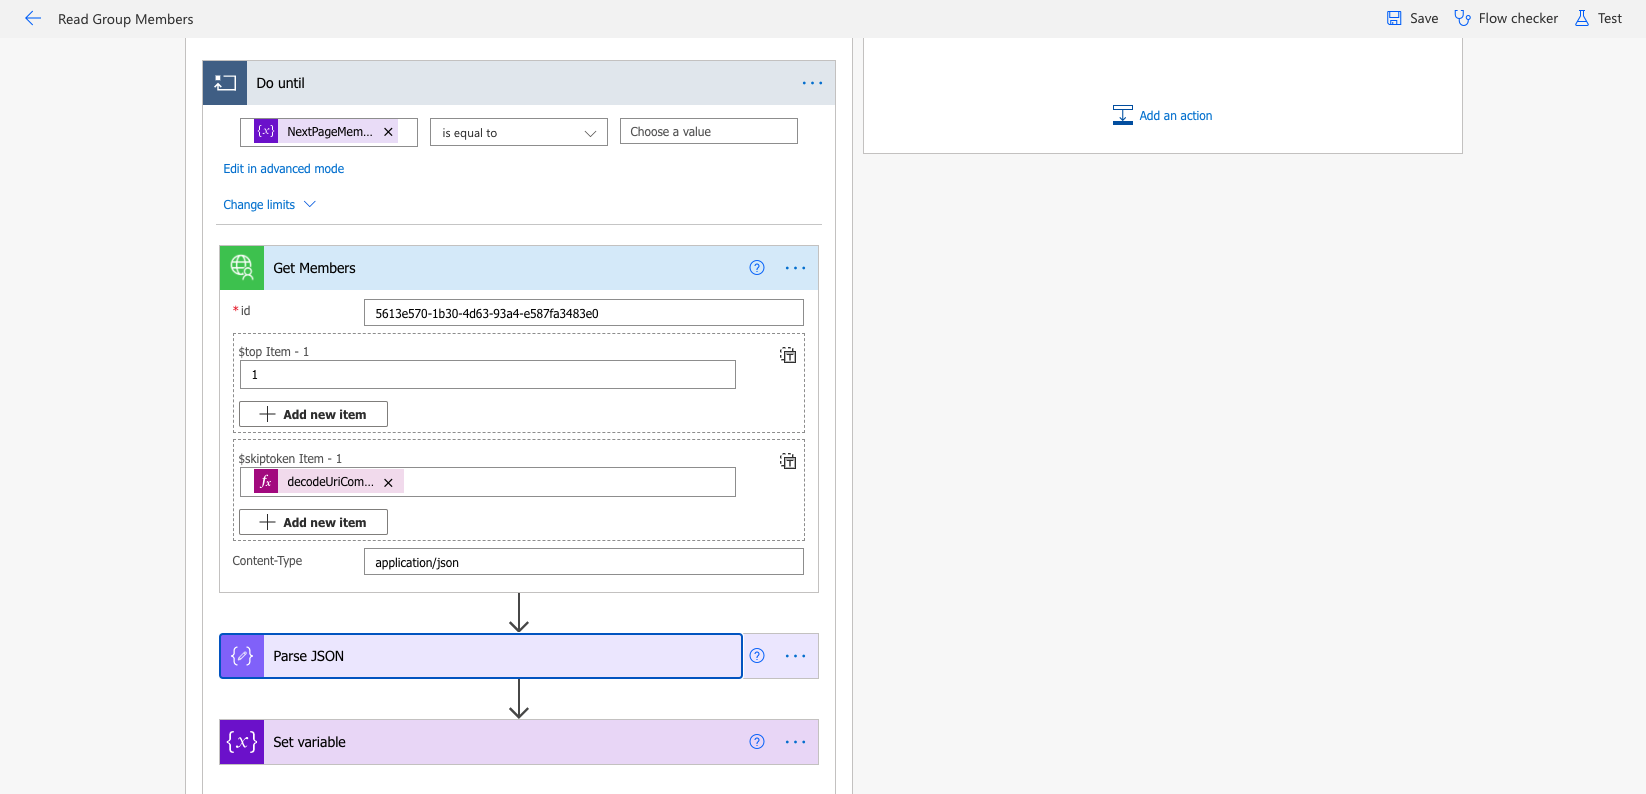 Read Group Members
Save
Flow checker
Test
Do until
{x} NextPageMem...
is equal to
Choose a value
Edit in advanced mode
Change limits
Add an action
Get Members
* id
5613e570-1b30-4d63-93a4-e587fa3483e0
$top Item - 1
1
Add new item
$skiptoken Item - 1
fx decodeUriCom...
Add new item
Content-Type
application/json
Parse JSON
{x} Set variable